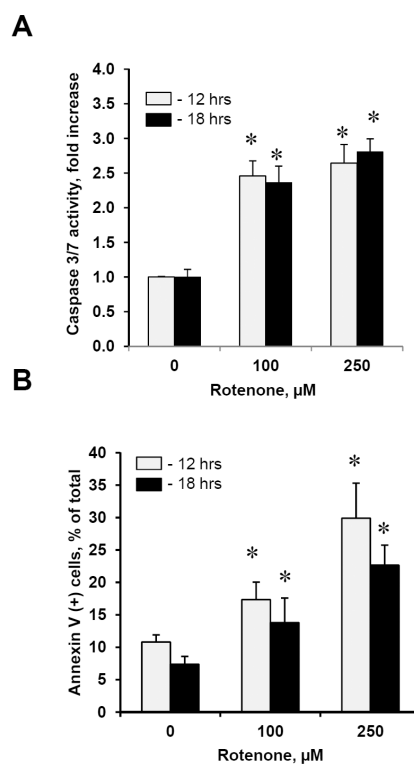 A
4.0
3.5
3.0
2.5
2.0
1.5
1.0
0.5
0.0
Caspase 3/7 activity, fold increase
- 12 hrs
- 18 hrs
* * * *
0 100 250
Rotenone, µM
B
40
35
30
25
20
15
10
5
0
Annexin V (+) cells, % of total
- 12 hrs
- 18 hrs
* * * *
0 100 250
Rotenone, µM